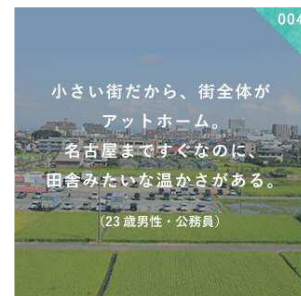 004
小さい街だから、街全体が
アットホーム。
名古屋まですぐなのに、
田舎みたいな温かさがある。
（23歳男性・公務員）